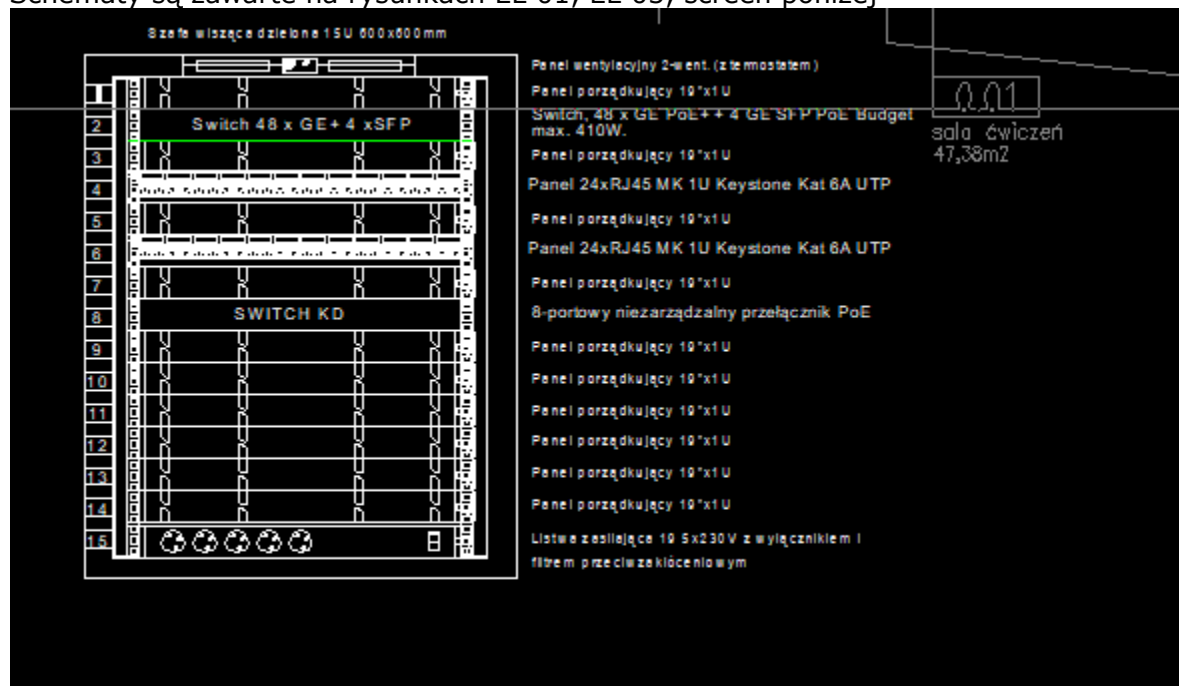 Schematy są zawarte na rysunkach
Szafa wisząca dzielona 15U 600x600mm
Panel wentylacyjny 2-went. (z termostatem)
1
Panel porządkujący 19"x1U
2
Switch 48 x GE+ 4 xSFP
Switch, 48 x GE PoE++ 4 GE SFP PoE Budget
max. 410W.
0.01
sala ćwiczeń
47,38m2
3
Panel porządkujący 19"x1U
4
Panel 24xRJ45 MK 1U Keystone Kat 6A UTP
5
Panel porządkujący 19"x1U
6
Panel 24xRJ45 MK 1U Keystone Kat 6A UTP
7
Panel porządkujący 19"x1U
8
SWITCH KD
8-portowy niezarządzalny przełącznik PoE
9
Panel porządkujący 19"x1U
10
Panel porządkujący 19"x1U
11
Panel porządkujący 19"x1U
12
Panel porządkujący 19"x1U
13
Panel porządkujący 19"x1U
14
Panel porządkujący 19"x1U
15
Listwa zasilająca 19 5x230V z wyłącznikiem i
filtrem przeciwzakłóceniowym